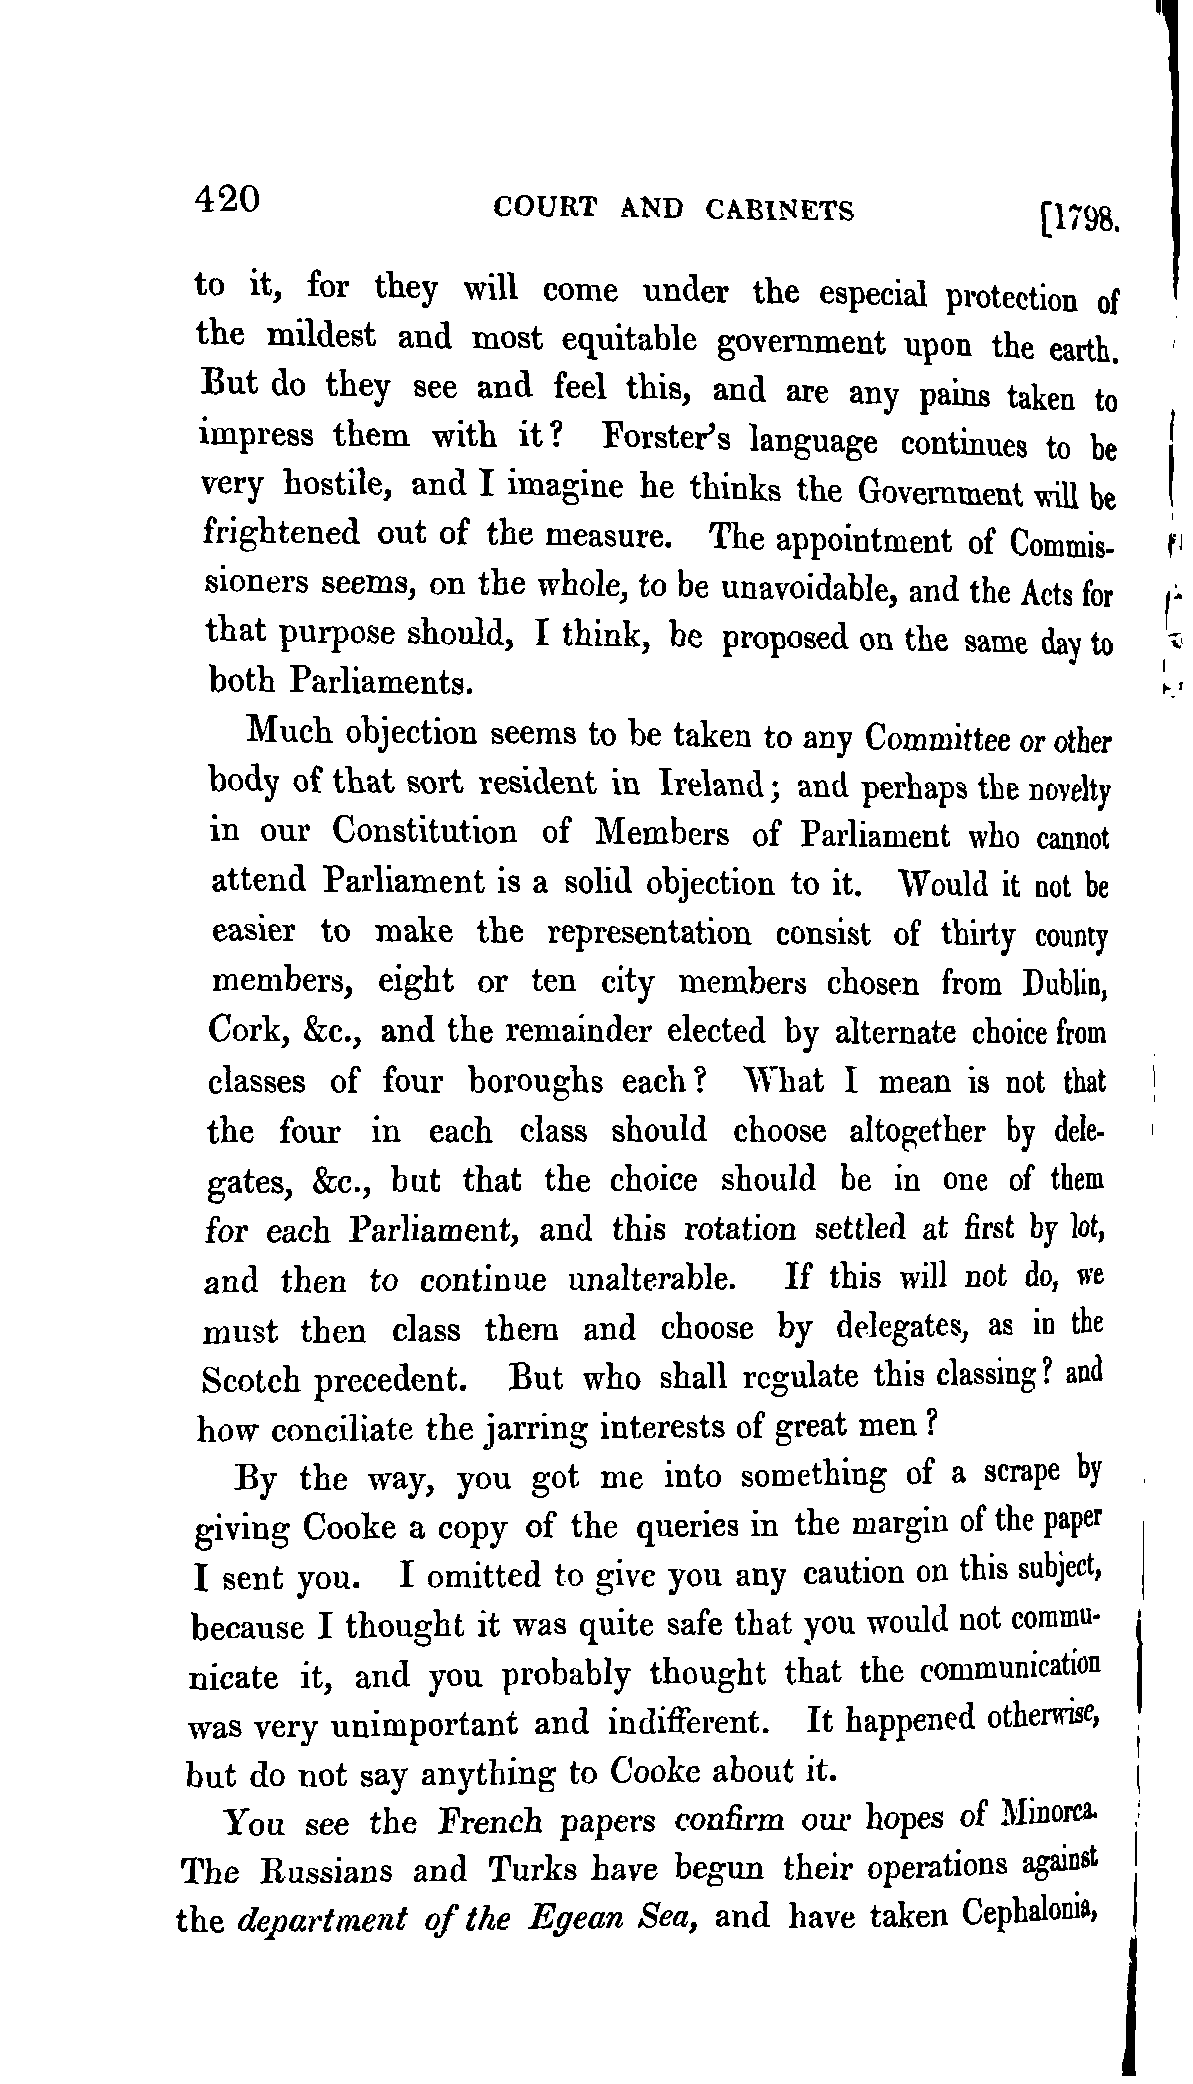 420 COURT AND CABINETS [1798.
to it, for they will come under the especial protection of
the mildest and most equitable government upon the earth.
But do they see and feel this, and are any pains taken to
impress them with it? Forster's language continues to be
very hostile, and I imagine he thinks the Government will be
frightened out of the measure. The appointment of Commis-
sioners seems, on the whole, to be unavoidable, and the Acts for
that purpose should, I think, be proposed on the same day to
both Parliaments.
Much objection seems to be taken to any Committee or other
body of that sort resident in Ireland; and perhaps the novelty
in our Constitution of Members of Parliament who cannot
attend Parliament is a solid objection to it. Would it not be
easier to make the representation consist of thirty county
members, eight or ten city members chosen from Dublin,
Cork, &c., and the remainder elected by alternate choice from
classes of four boroughs each? What I mean is not that
the four in each class should choose altogether by dele-
gates, &c., but that the choice should be in one of them
for each Parliament, and this rotation settled at first by lot,
and then to continue unalterable. If this will not do, we
must then class them and choose by delegates, as in the
Scotch precedent. But who shall regulate this classing? and
how conciliate the jarring interests of great men?
By the way, you got me into something of a scrape by
giving Cooke a copy of the queries in the margin of the paper
I sent you. I omitted to give you any caution on this subject,
because I thought it was quite safe that you would not commu-
nicate it, and you probably thought that the communication
was very unimportant and indifferent. It happened otherwise,
but do not say anything to Cooke about it.
You see the French papers confirm our hopes of Minorca.
The Russians and Turks have begun their operations against
the department of the Egean Sea, and have taken Cephalonia,